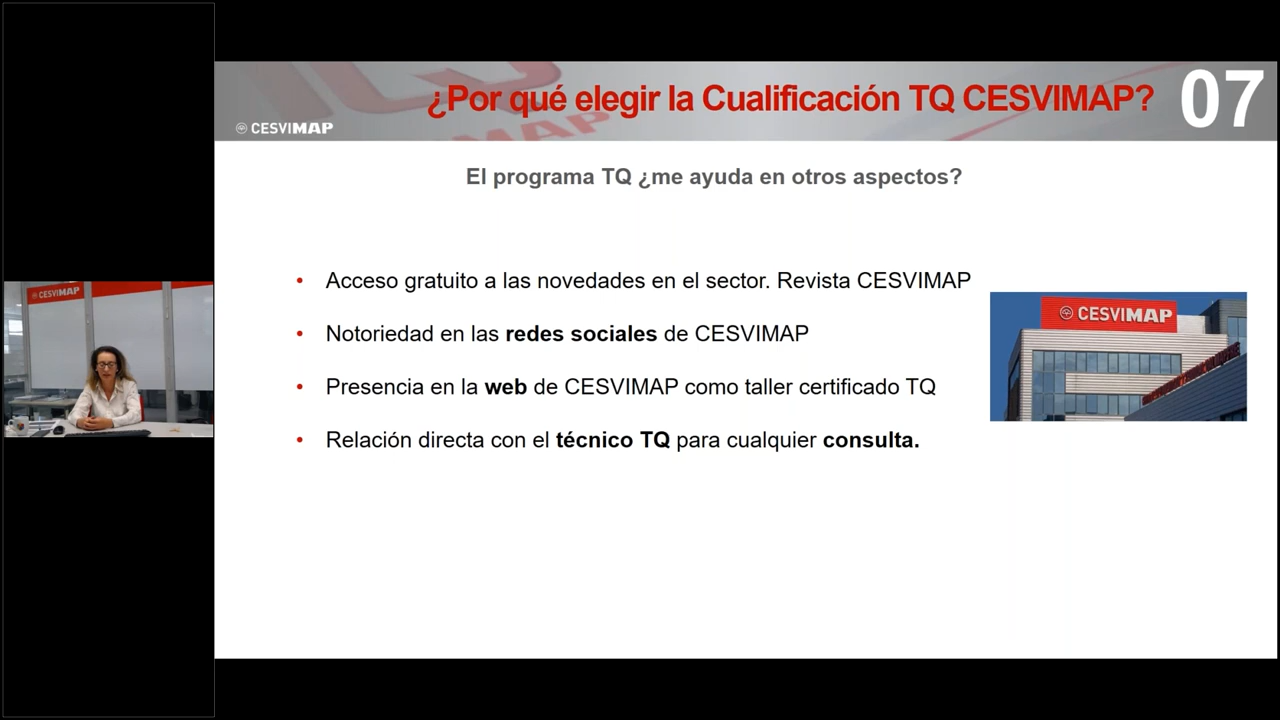 ¿Por qué elegir la Cualificación TQ CESVIMAP?
07
CESVIMAP
El programa TQ ¿me ayuda en otros aspectos?
• Acceso gratuito a las novedades en el sector. Revista CESVIMAP
• Notoriedad en las redes sociales de CESVIMAP
• Presencia en la web de CESVIMAP como taller certificado TQ
• Relación directa con el técnico TQ para cualquier consulta.
CESVIMAP
CESVIMAP